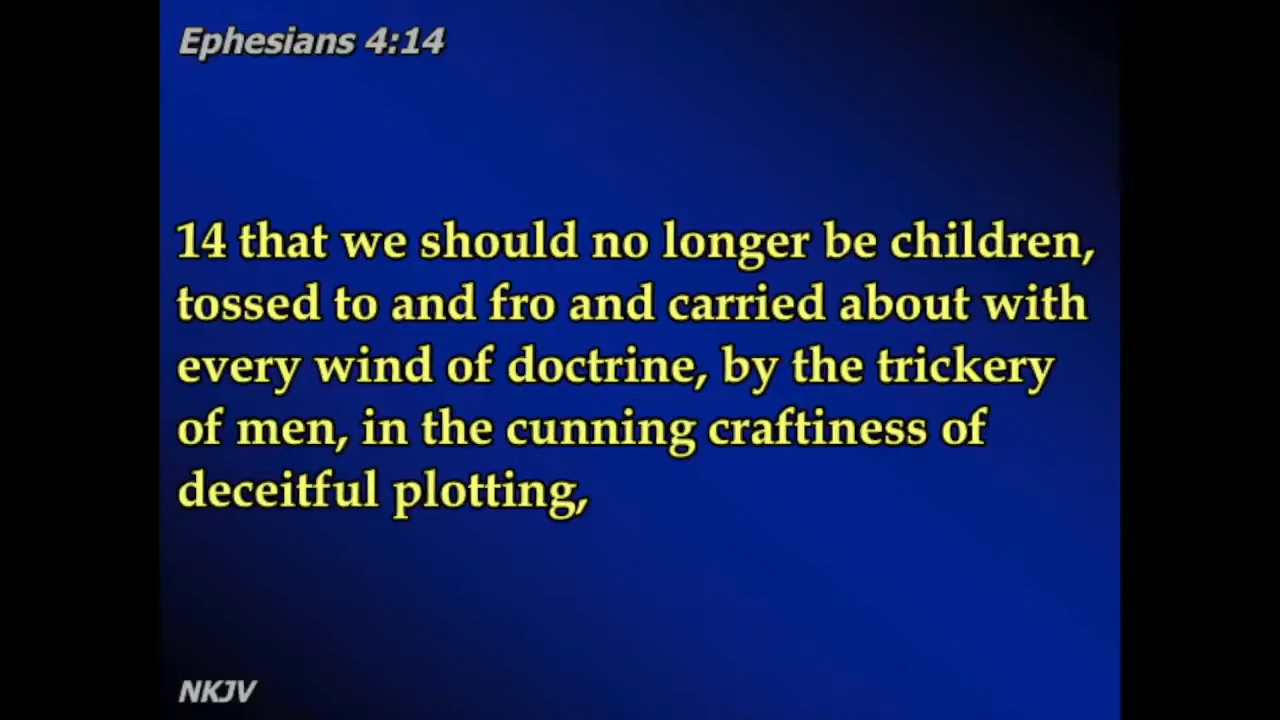 Ephesians 4:14
14 that we should no longer be children,
tossed to and fro and carried about with
every wind of doctrine, by the trickery
of men, in the cunning craftiness of
deceitful plotting,
NKJV